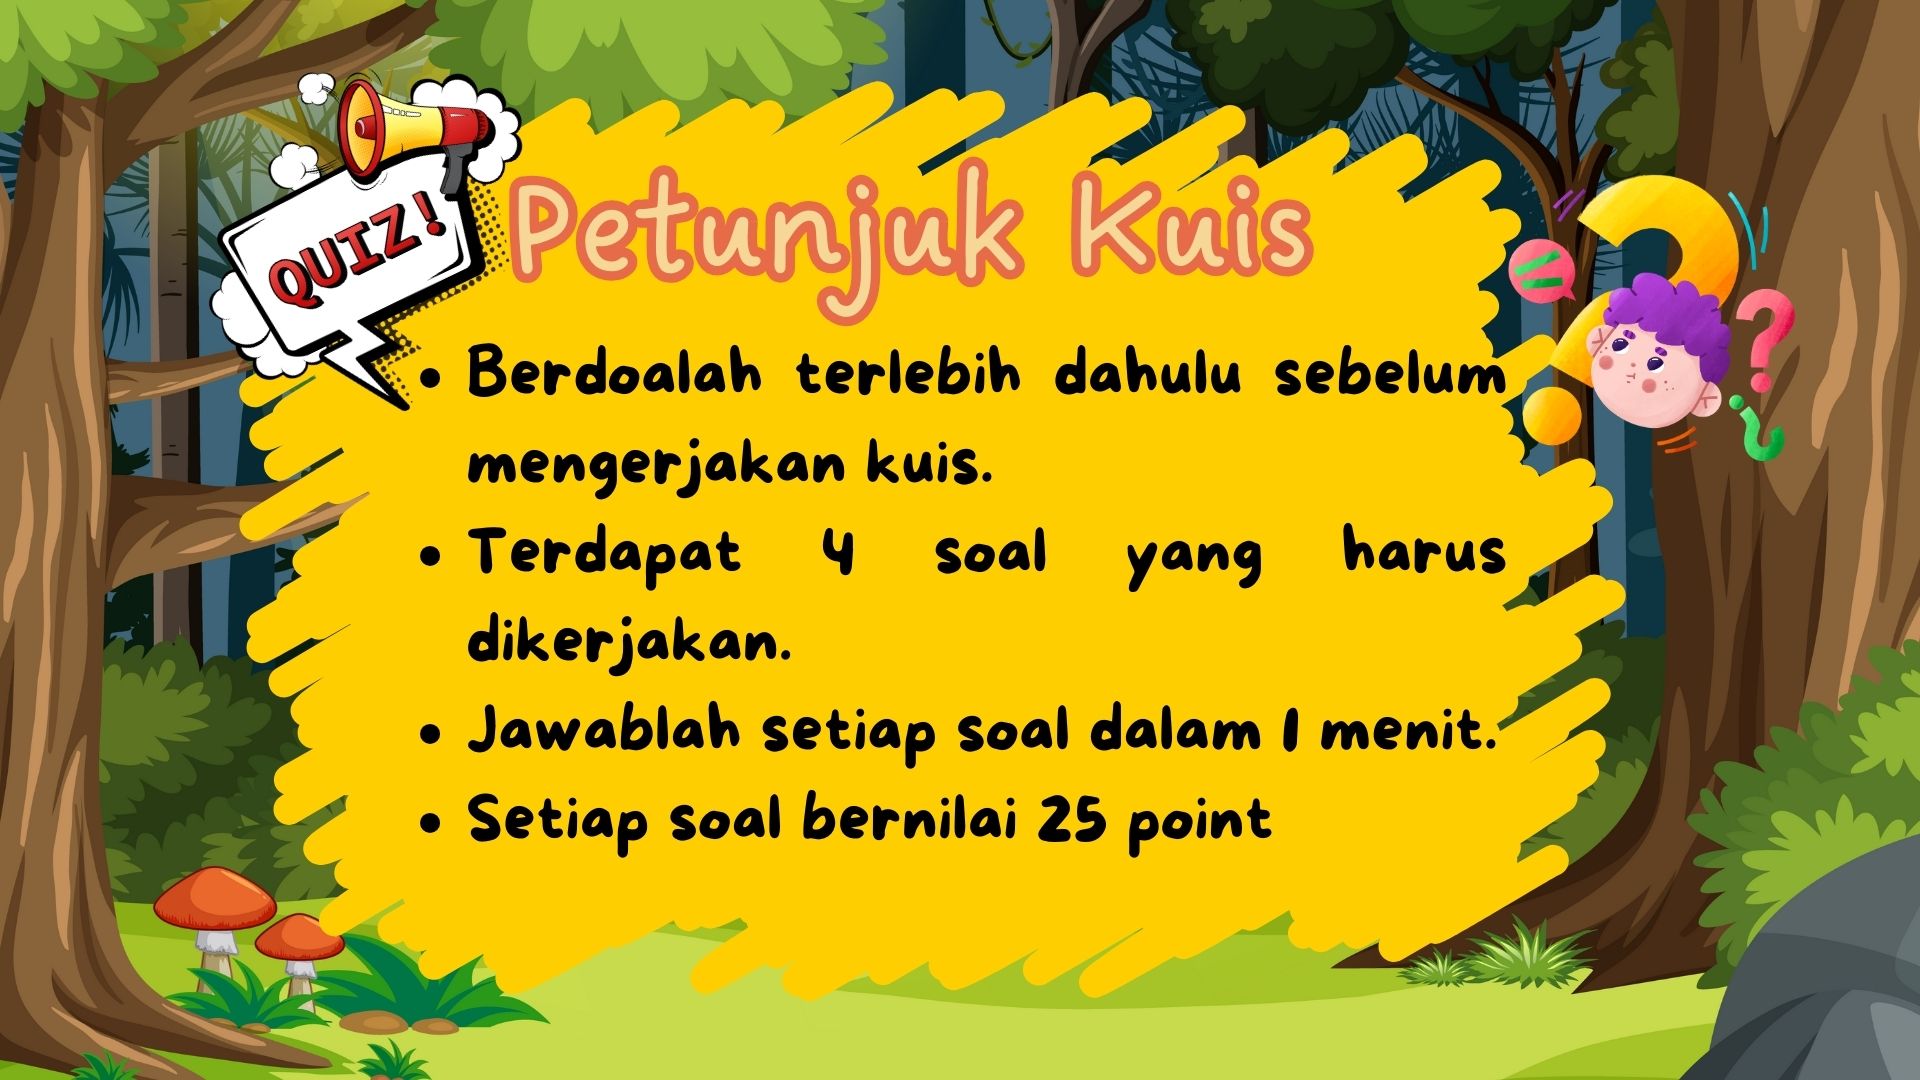 QUIZ!
Petunjuk Kuis
• Berdoalah terlebih dahulu sebelum
mengerjakan kuis.
• Terdapat 4 soal yang harus
dikerjakan.
• Jawablah setiap soal dalam 1 menit.
• Setiap soal bernilai 25 point